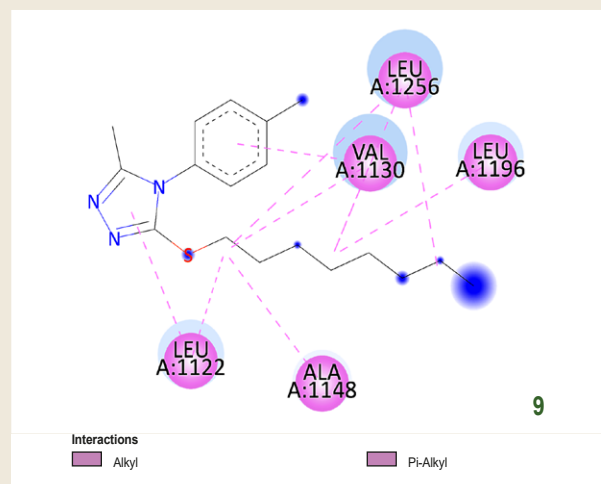 LEU
A:1256
VAL
A:1130
LEU
A:1196
N
N
N
S
LEU
A:1122
ALA
A:1148
9
Interactions
Alkyl
Pi-Alkyl